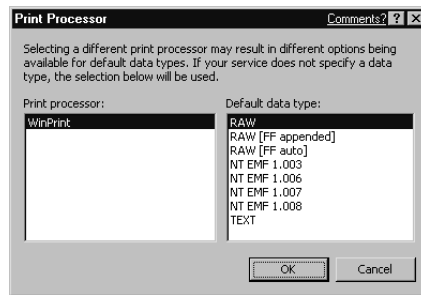 Print Processor
Comments? ? X
Selecting a different print processor may result in different options being
available for default data types. If your service does not specify a data
type, the selection below will be used.
Print processor:
Default data type:
WinPrint
RAW
RAW [FF appended]
RAW [FF auto]
NT EMF 1.003
NT EMF 1.006
NT EMF 1.007
NT EMF 1.008
TEXT
OK
Cancel